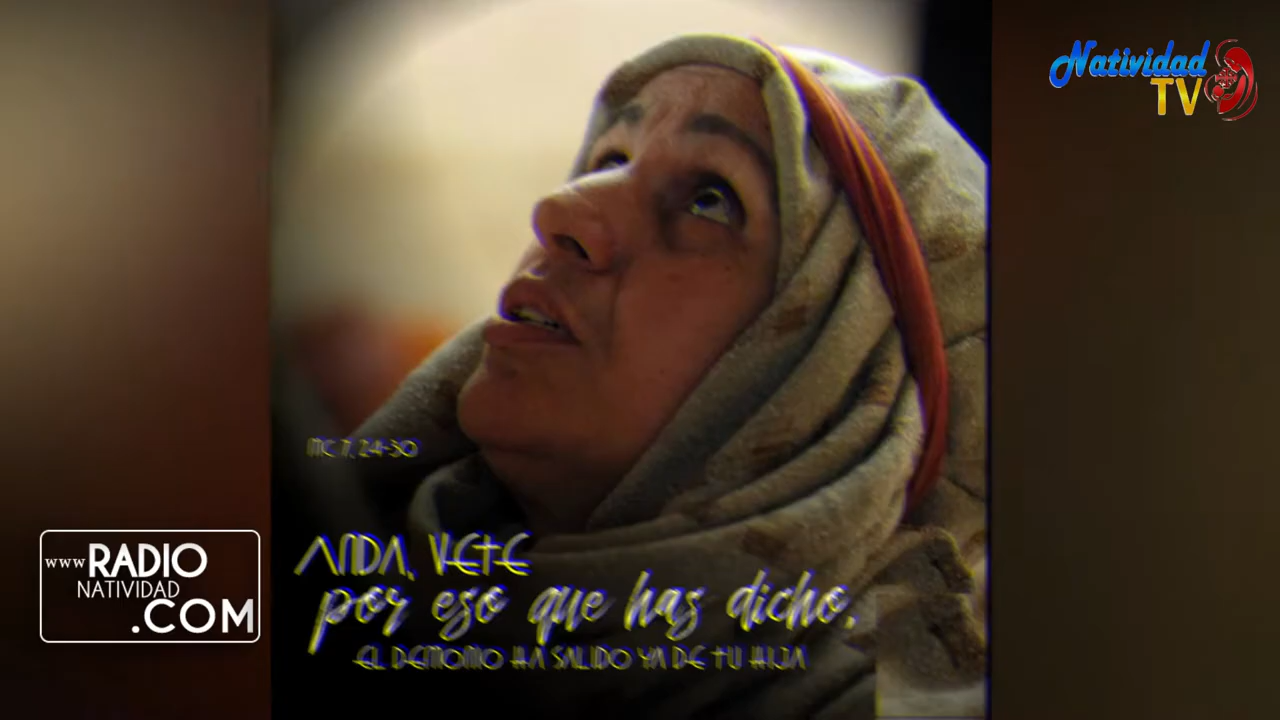 Natividad
TV
MC 7, 24-30
ANDA, VETE
por eso que has dicho,
EL DEMONIO HA SALIDO YA DE TU HIJA
www RADIO
NATIVIDAD
.COM